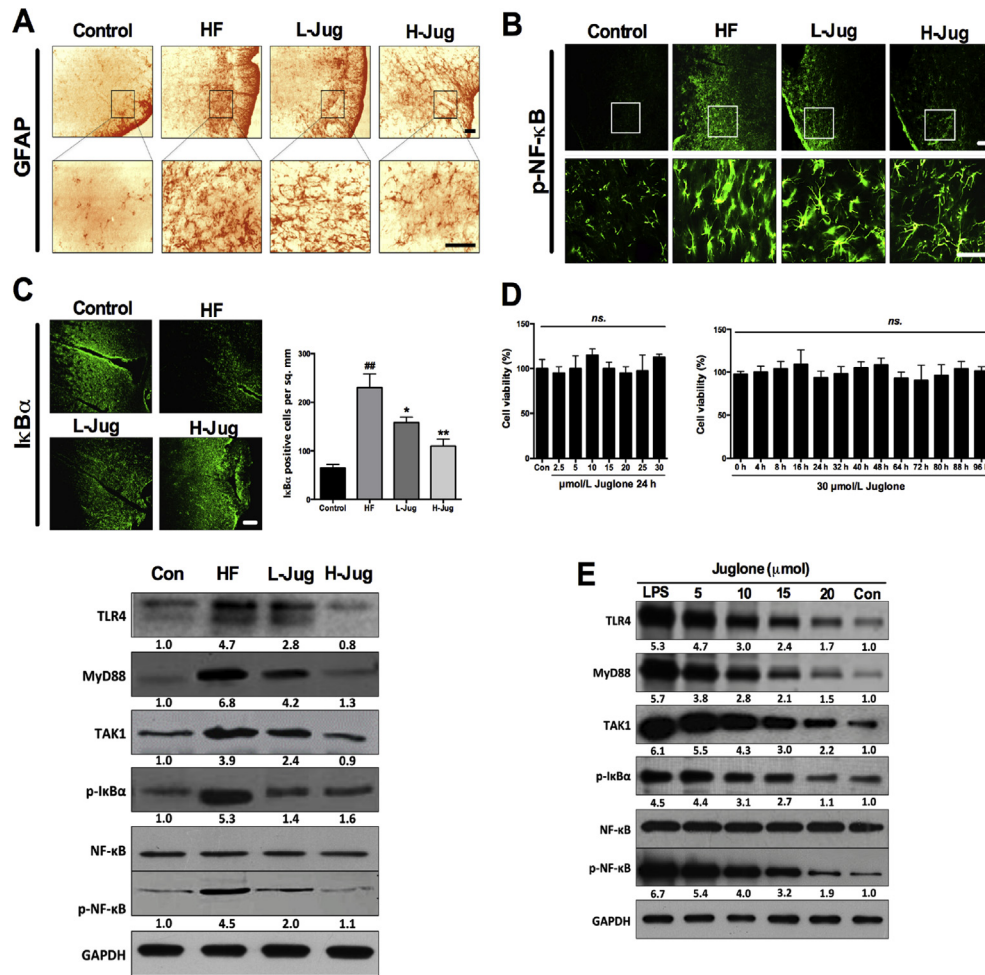 A
Control HF L-Jug H-Jug
GFAP
B
Control HF L-Jug H-Jug
p-NF-κB
C
Control HF
L-Jug H-Jug
IκBα
IκBα positive cells per sq. mm
400
300
200
100
0
##
*
**
Control HF L-Jug H-Jug
D
ns.
Cell viability (%)
150
100
50
0
Con 2.5 5 10 15 20 25 30
μmol/L Juglone 24 h
ns.
Cell viability (%)
150
100
50
0
0 h 4 h 8 h 16 h 24 h 32 h 40 h 48 h 64 h 72 h 80 h 88 h 96 h
30 μmol/L Juglone
Con HF L-Jug H-Jug
TLR4
1.0 4.7 2.8 0.8
MyD88
1.0 6.8 4.2 1.3
TAK1
1.0 3.9 2.4 0.9
p-IκBα
1.0 5.3 1.4 1.6
NF-κB
p-NF-κB
1.0 4.5 2.0 1.1
GAPDH
E
Juglone (μmol)
LPS 5 10 15 20 Con
TLR4
5.3 4.7 3.0 2.4 1.7 1.0
MyD88
5.7 3.8 2.8 2.1 1.5 1.0
TAK1
6.1 5.5 4.3 3.0 2.2 1.0
p-IκBα
4.5 4.4 3.1 2.7 1.1 1.0
NF-κB
p-NF-κB
6.7 5.4 4.0 3.2 1.9 1.0
GAPDH